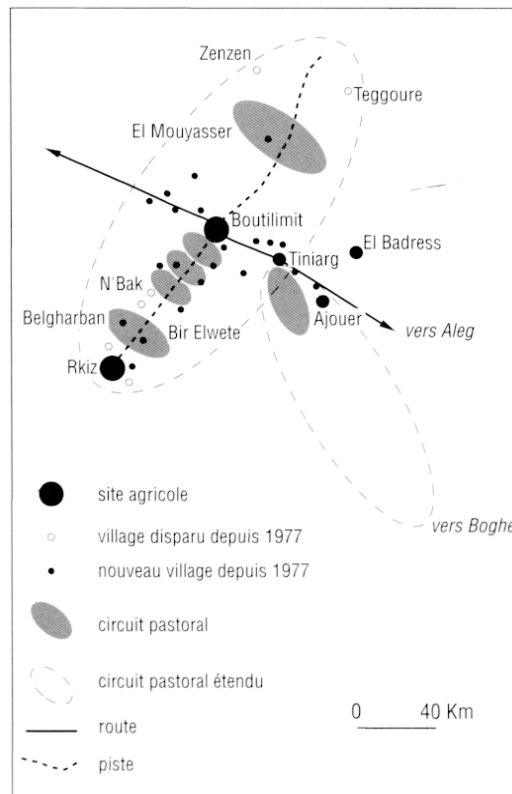 Zenzen
Teggoure
El Mouyasser
Boutilimit
El Badress
Tiniarg
N'Bak
Ajouer
Belgharban
Bir Elwete
vers Aleg
Rkiz
site agricole
vers Boghe
village disparu depuis 1977
nouveau village depuis 1977
circuit pastoral
circuit pastoral étendu
0 40 Km
route
piste